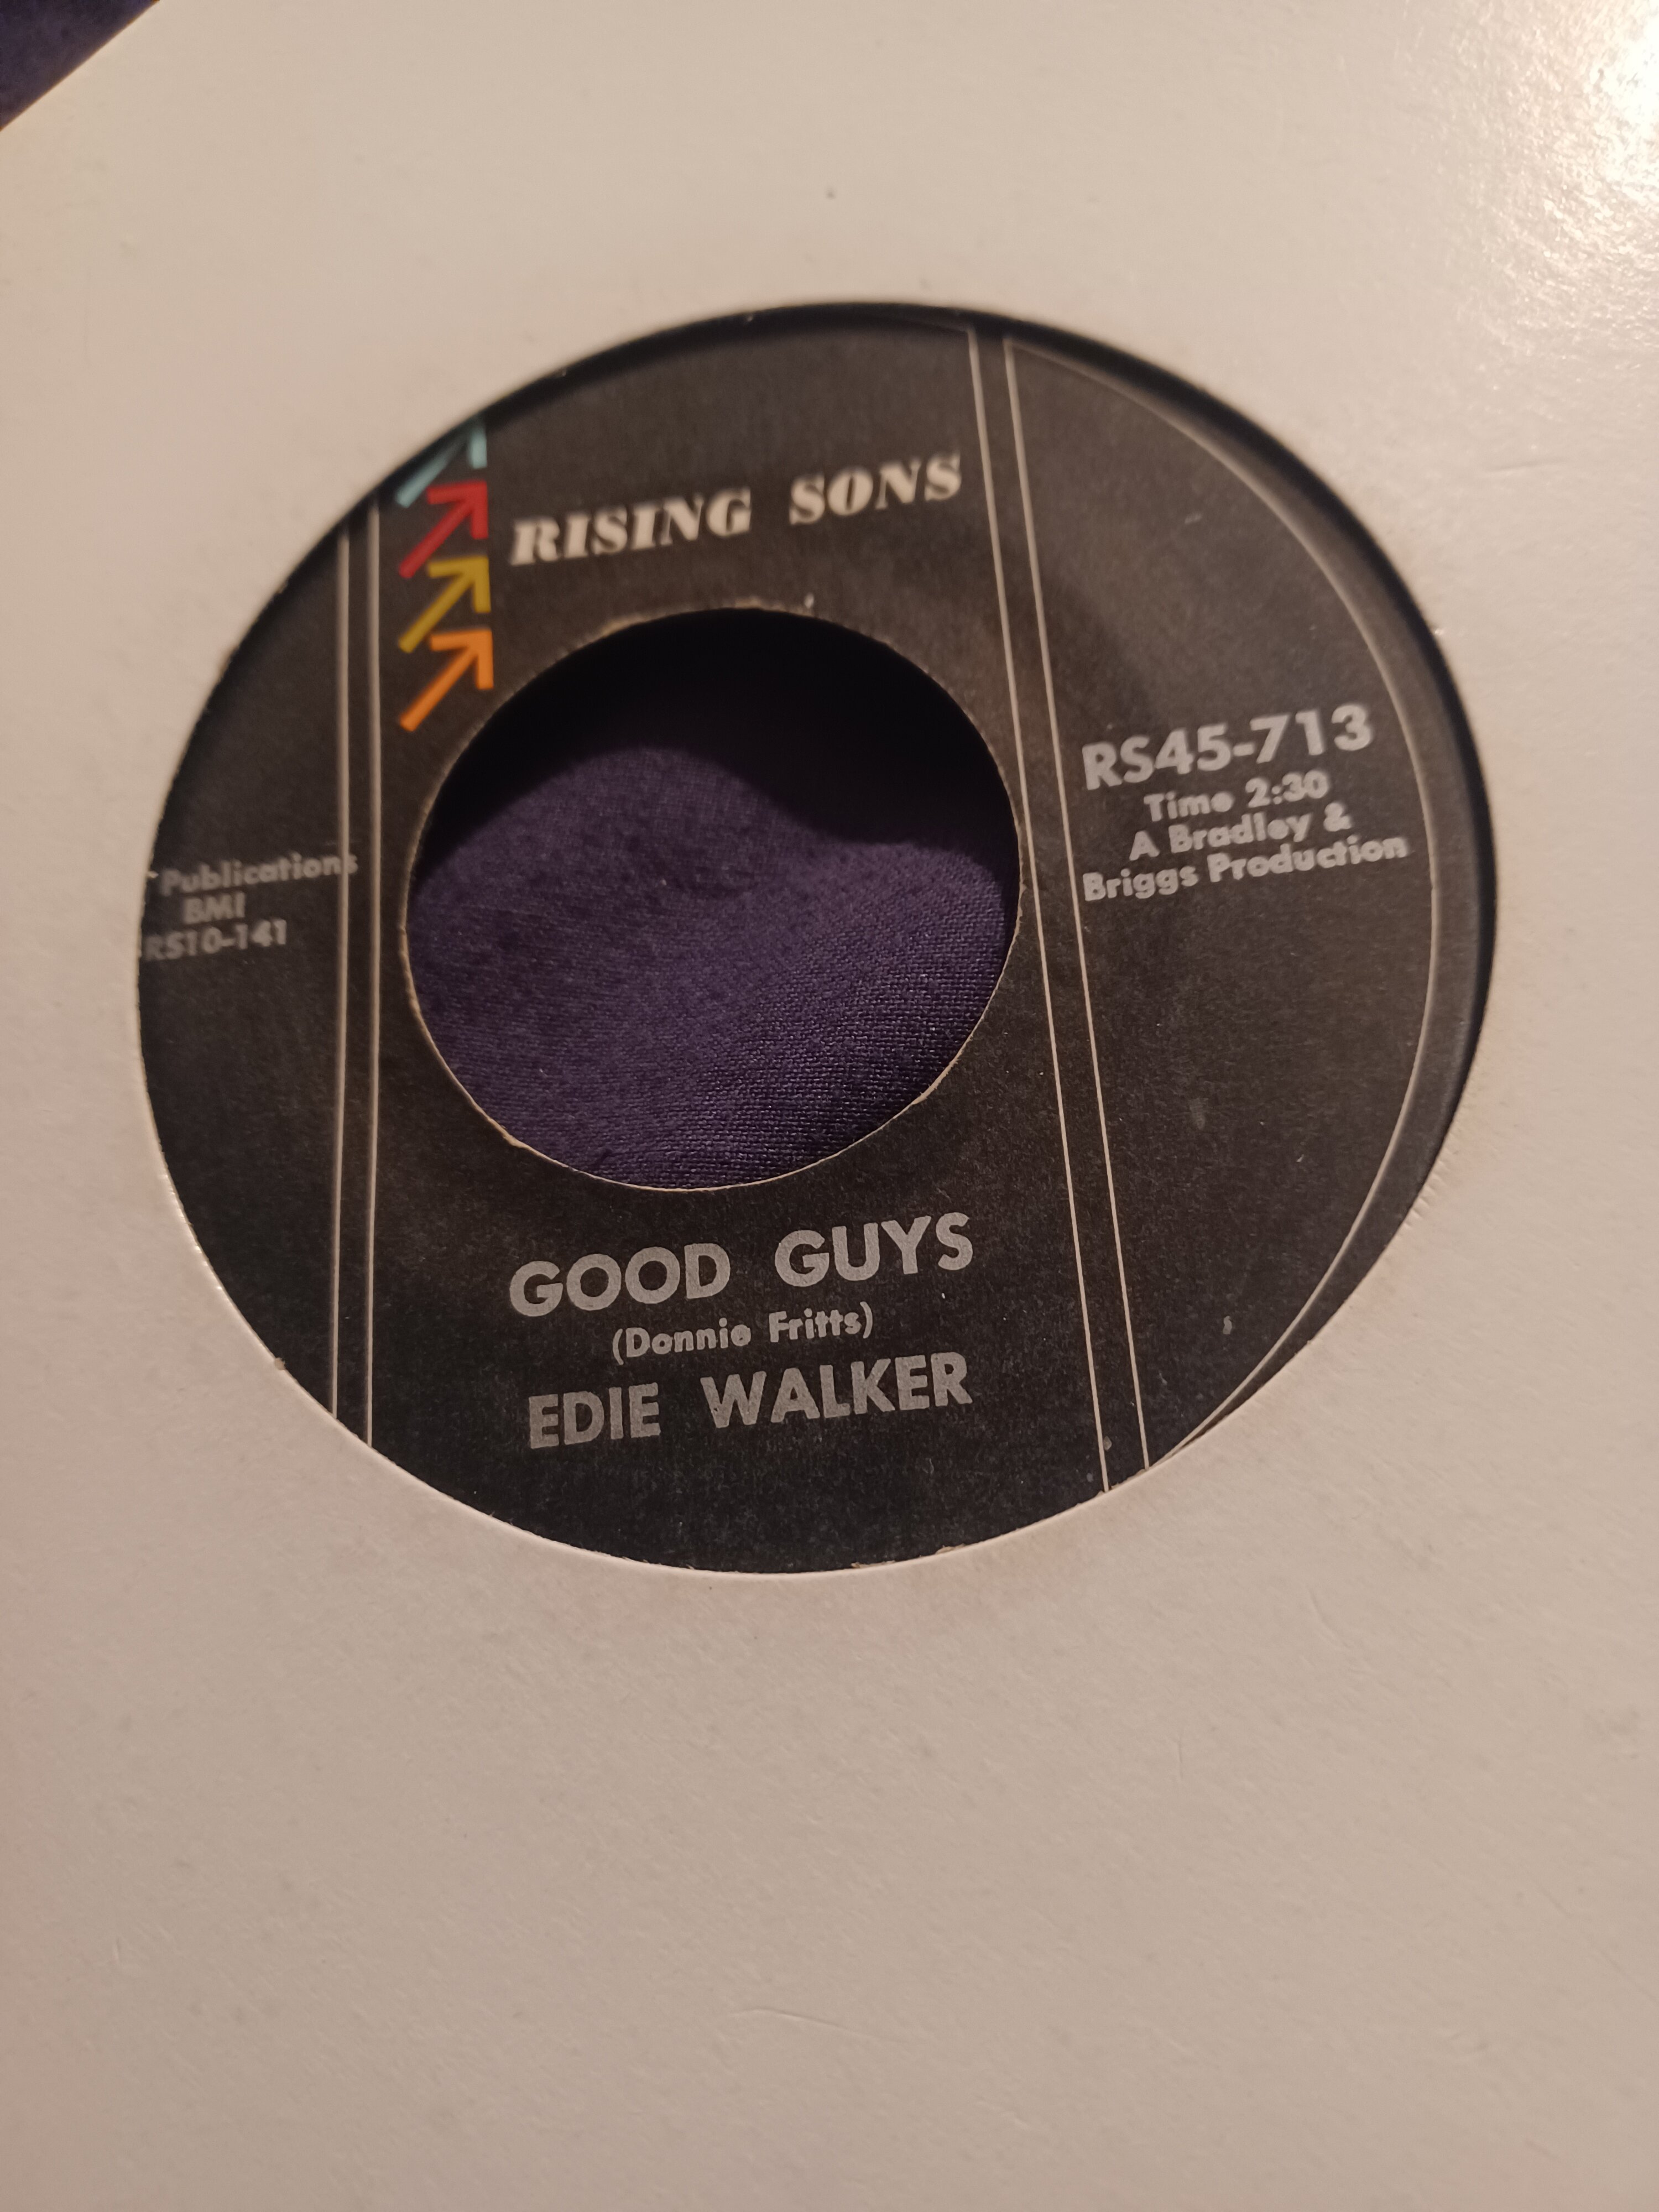 RISING SONS
Publications
BMI
RS10-141
RS45-713
Time 2:30
A Bradley &
Briggs Production
GOOD GUYS
(Donnie Fritts)
EDIE WALKER